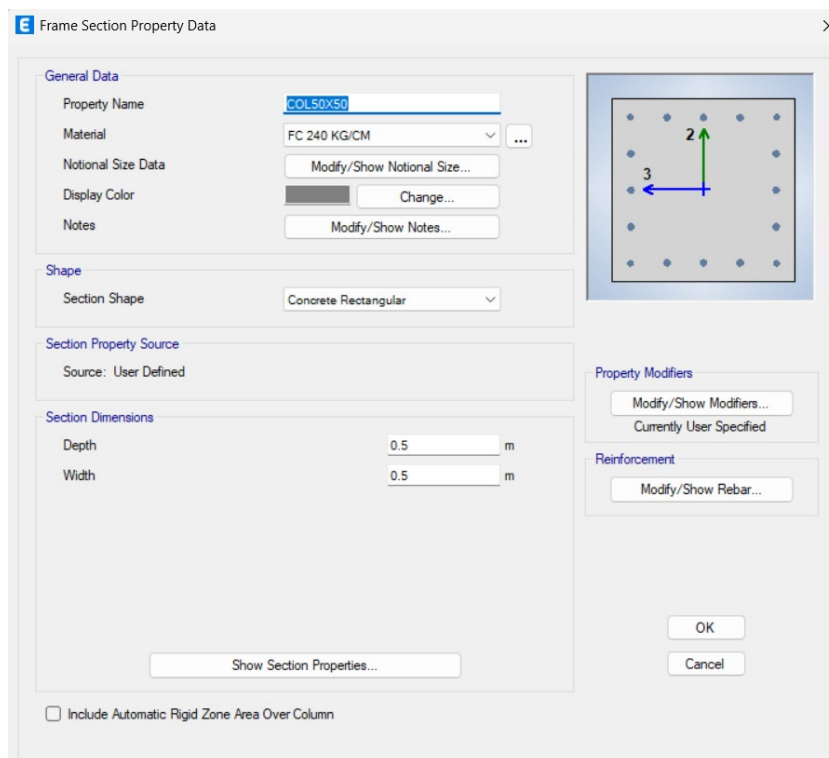 E Frame Section Property Data
General Data
Property Name COL50X50
Material FC 240 KG/CM ...
Notional Size Data Modify/Show Notional Size...
Display Color Change...
Notes Modify/Show Notes...
2
3
Shape
Section Shape Concrete Rectangular
Section Property Source
Source: User Defined
Property Modifiers
Modify/Show Modifiers...
Currently User Specified
Section Dimensions
Depth 0.5 m
Width 0.5 m
Reinforcement
Modify/Show Rebar...
OK
Show Section Properties...
Cancel
Include Automatic Rigid Zone Area Over Column